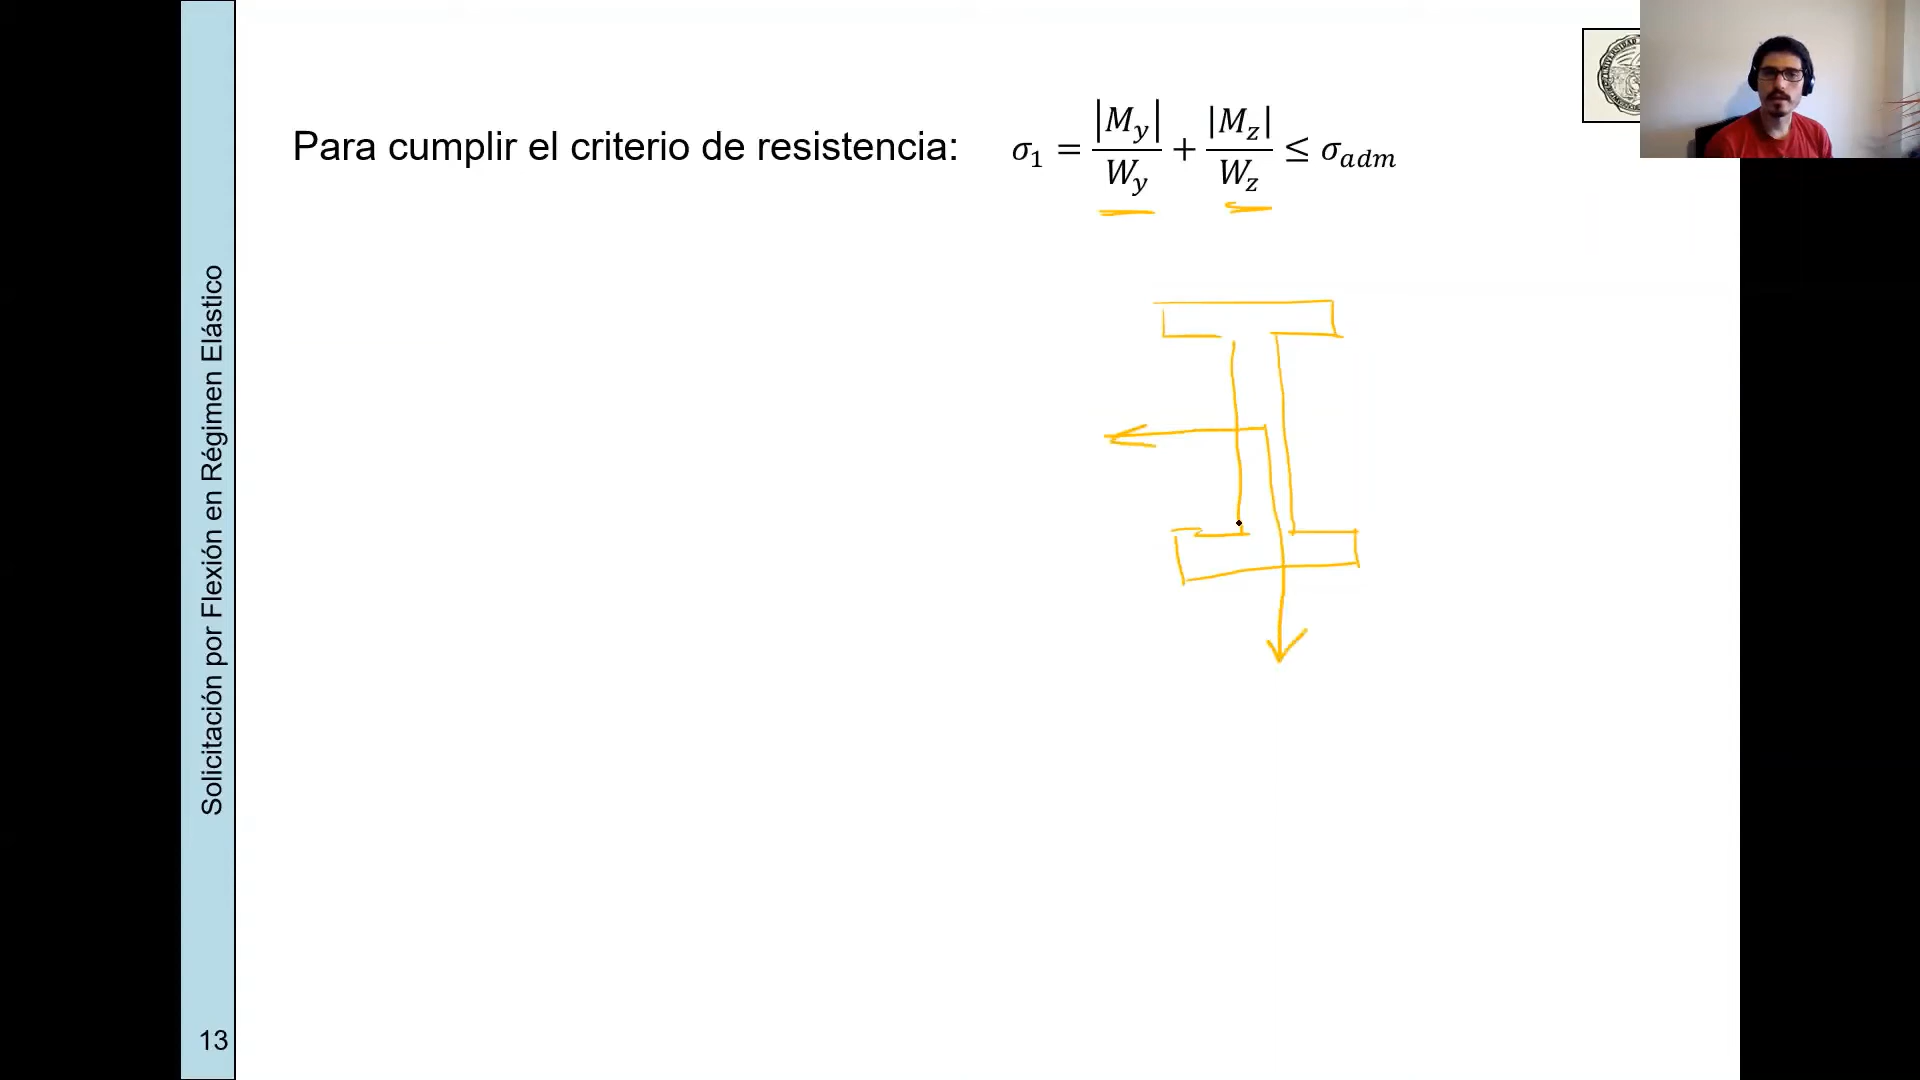 Para cumplir el criterio de resistencia: σ₁ = |M_y|/W_y + |M_z|/W_z ≤ σ_adm
Solicitación por Flexión en Régimen Elástico
13